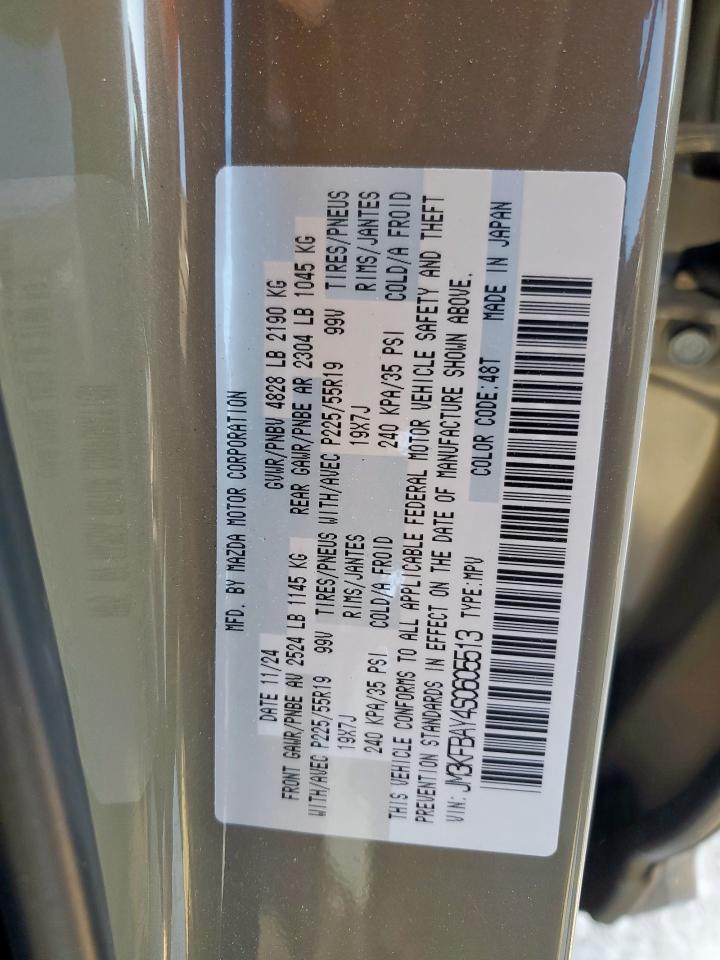 MFD. BY MAZDA MOTOR CORPORATION
DATE 11/24 GVWR/PNBV 4828 LB 2190 KG
FRONT GAWR/PNBE AV 2524 LB 1145 KG REAR GAWR/PNBE AR 2304 LB 1045 KG
WITH/AVEC P225/55R19 99V TIRES/PNEUS WITH/AVEC P225/55R19 99V TIRES/PNEUS
19X7J RIMS/JANTES 19X7J RIMS/JANTES
240 KPA/35 PSI COLD/A FROID 240 KPA/35 PSI COLD/A FROID
THIS VEHICLE CONFORMS TO ALL APPLICABLE FEDERAL MOTOR VEHICLE SAFETY AND THEFT
PREVENTION STANDARDS IN EFFECT ON THE DATE OF MANUFACTURE SHOWN ABOVE.
VIN: JM3KFBAY4S0605513 TYPE:MPV COLOR CODE:48T MADE IN JAPAN